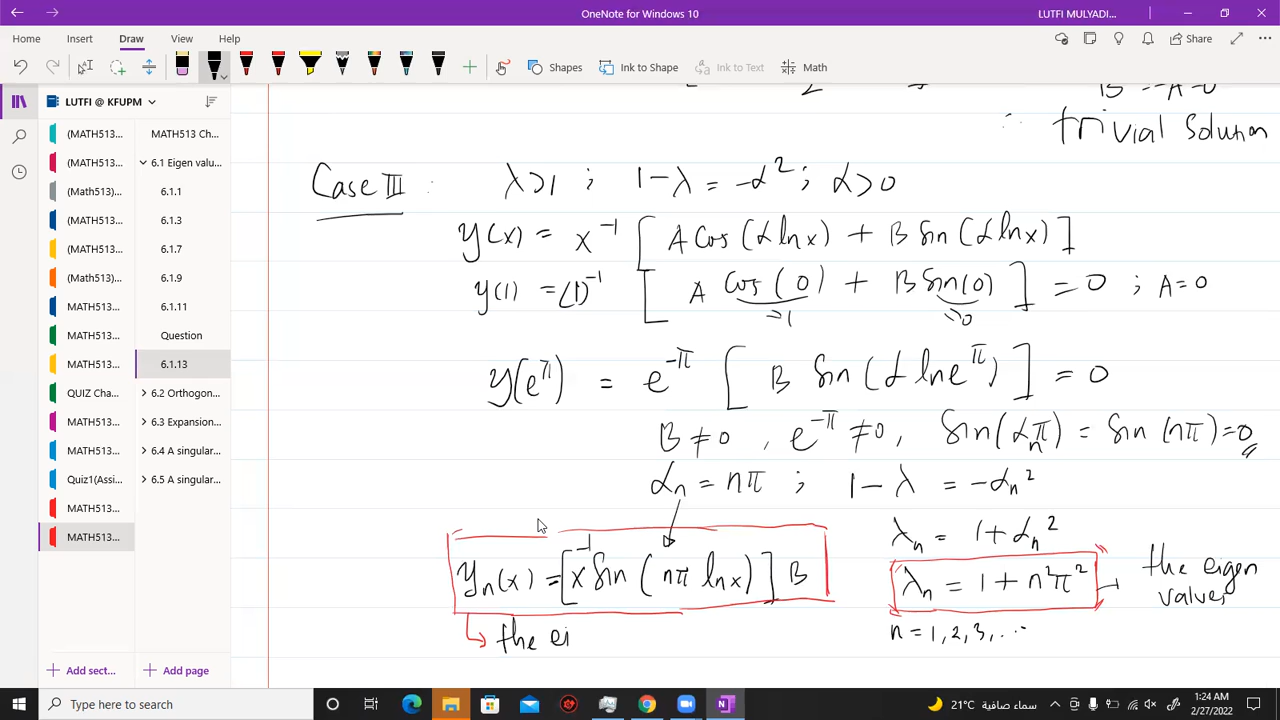 OneNote for Windows 10
LUTFI MULYADI...
Home Insert Draw View Help
Share
Shapes
Ink to Shape
Ink to Text
Math
LUTFI @ KFUPM
(MATH513...
(MATH513...
(Math513)...
MATH513...
MATH513...
(Math513)...
MATH513...
MATH513...
MATH513...
QUIZ Cha...
MATH513...
MATH513...
Quiz1(Assi...
MATH513...
MATH513...
MATH513 Ch...
6.1 Eigen valu...
6.1.1
6.1.3
6.1.7
6.1.9
6.1.11
Question
6.1.13
6.2 Orthogon...
6.3 Expansion...
6.4 A singular...
6.5 A singular...
Add sect...
Add page
∴ trivial Solution
Case III : λ>1 ; 1-λ = -α² ; α>0
y(x) = x⁻¹ [ A Cos (α ln x) + B Sin (α ln x) ]
y(1) = (1)⁻¹ [ A Cos (0) + B Sin(0) ] = 0 ; A=0
=1 =0
y(e^π) = e^-π [ B Sin (α ln e^π) ] = 0
B ≠ 0 , e^-π ≠ 0 , Sin(αₙπ) = Sin (nπ) = 0
αₙ = nπ ; 1-λ = -αₙ²
λₙ = 1 + αₙ²
yₙ(x) = [x⁻¹ Sin (nπ ln x)] B
λₙ = 1 + n²π² → the eigen values
the ei
n = 1, 2, 3, ...
Type here to search
21°C سماء صافية
1:24 AM
2/27/2022